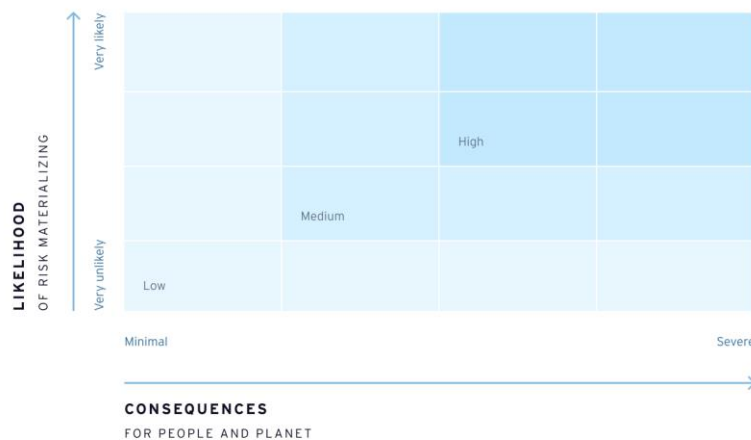 Very likely
High
Medium
Low
Very unlikely
LIKELIHOOD
OF RISK MATERIALIZING
Minimal
Severe
CONSEQUENCES
FOR PEOPLE AND PLANET